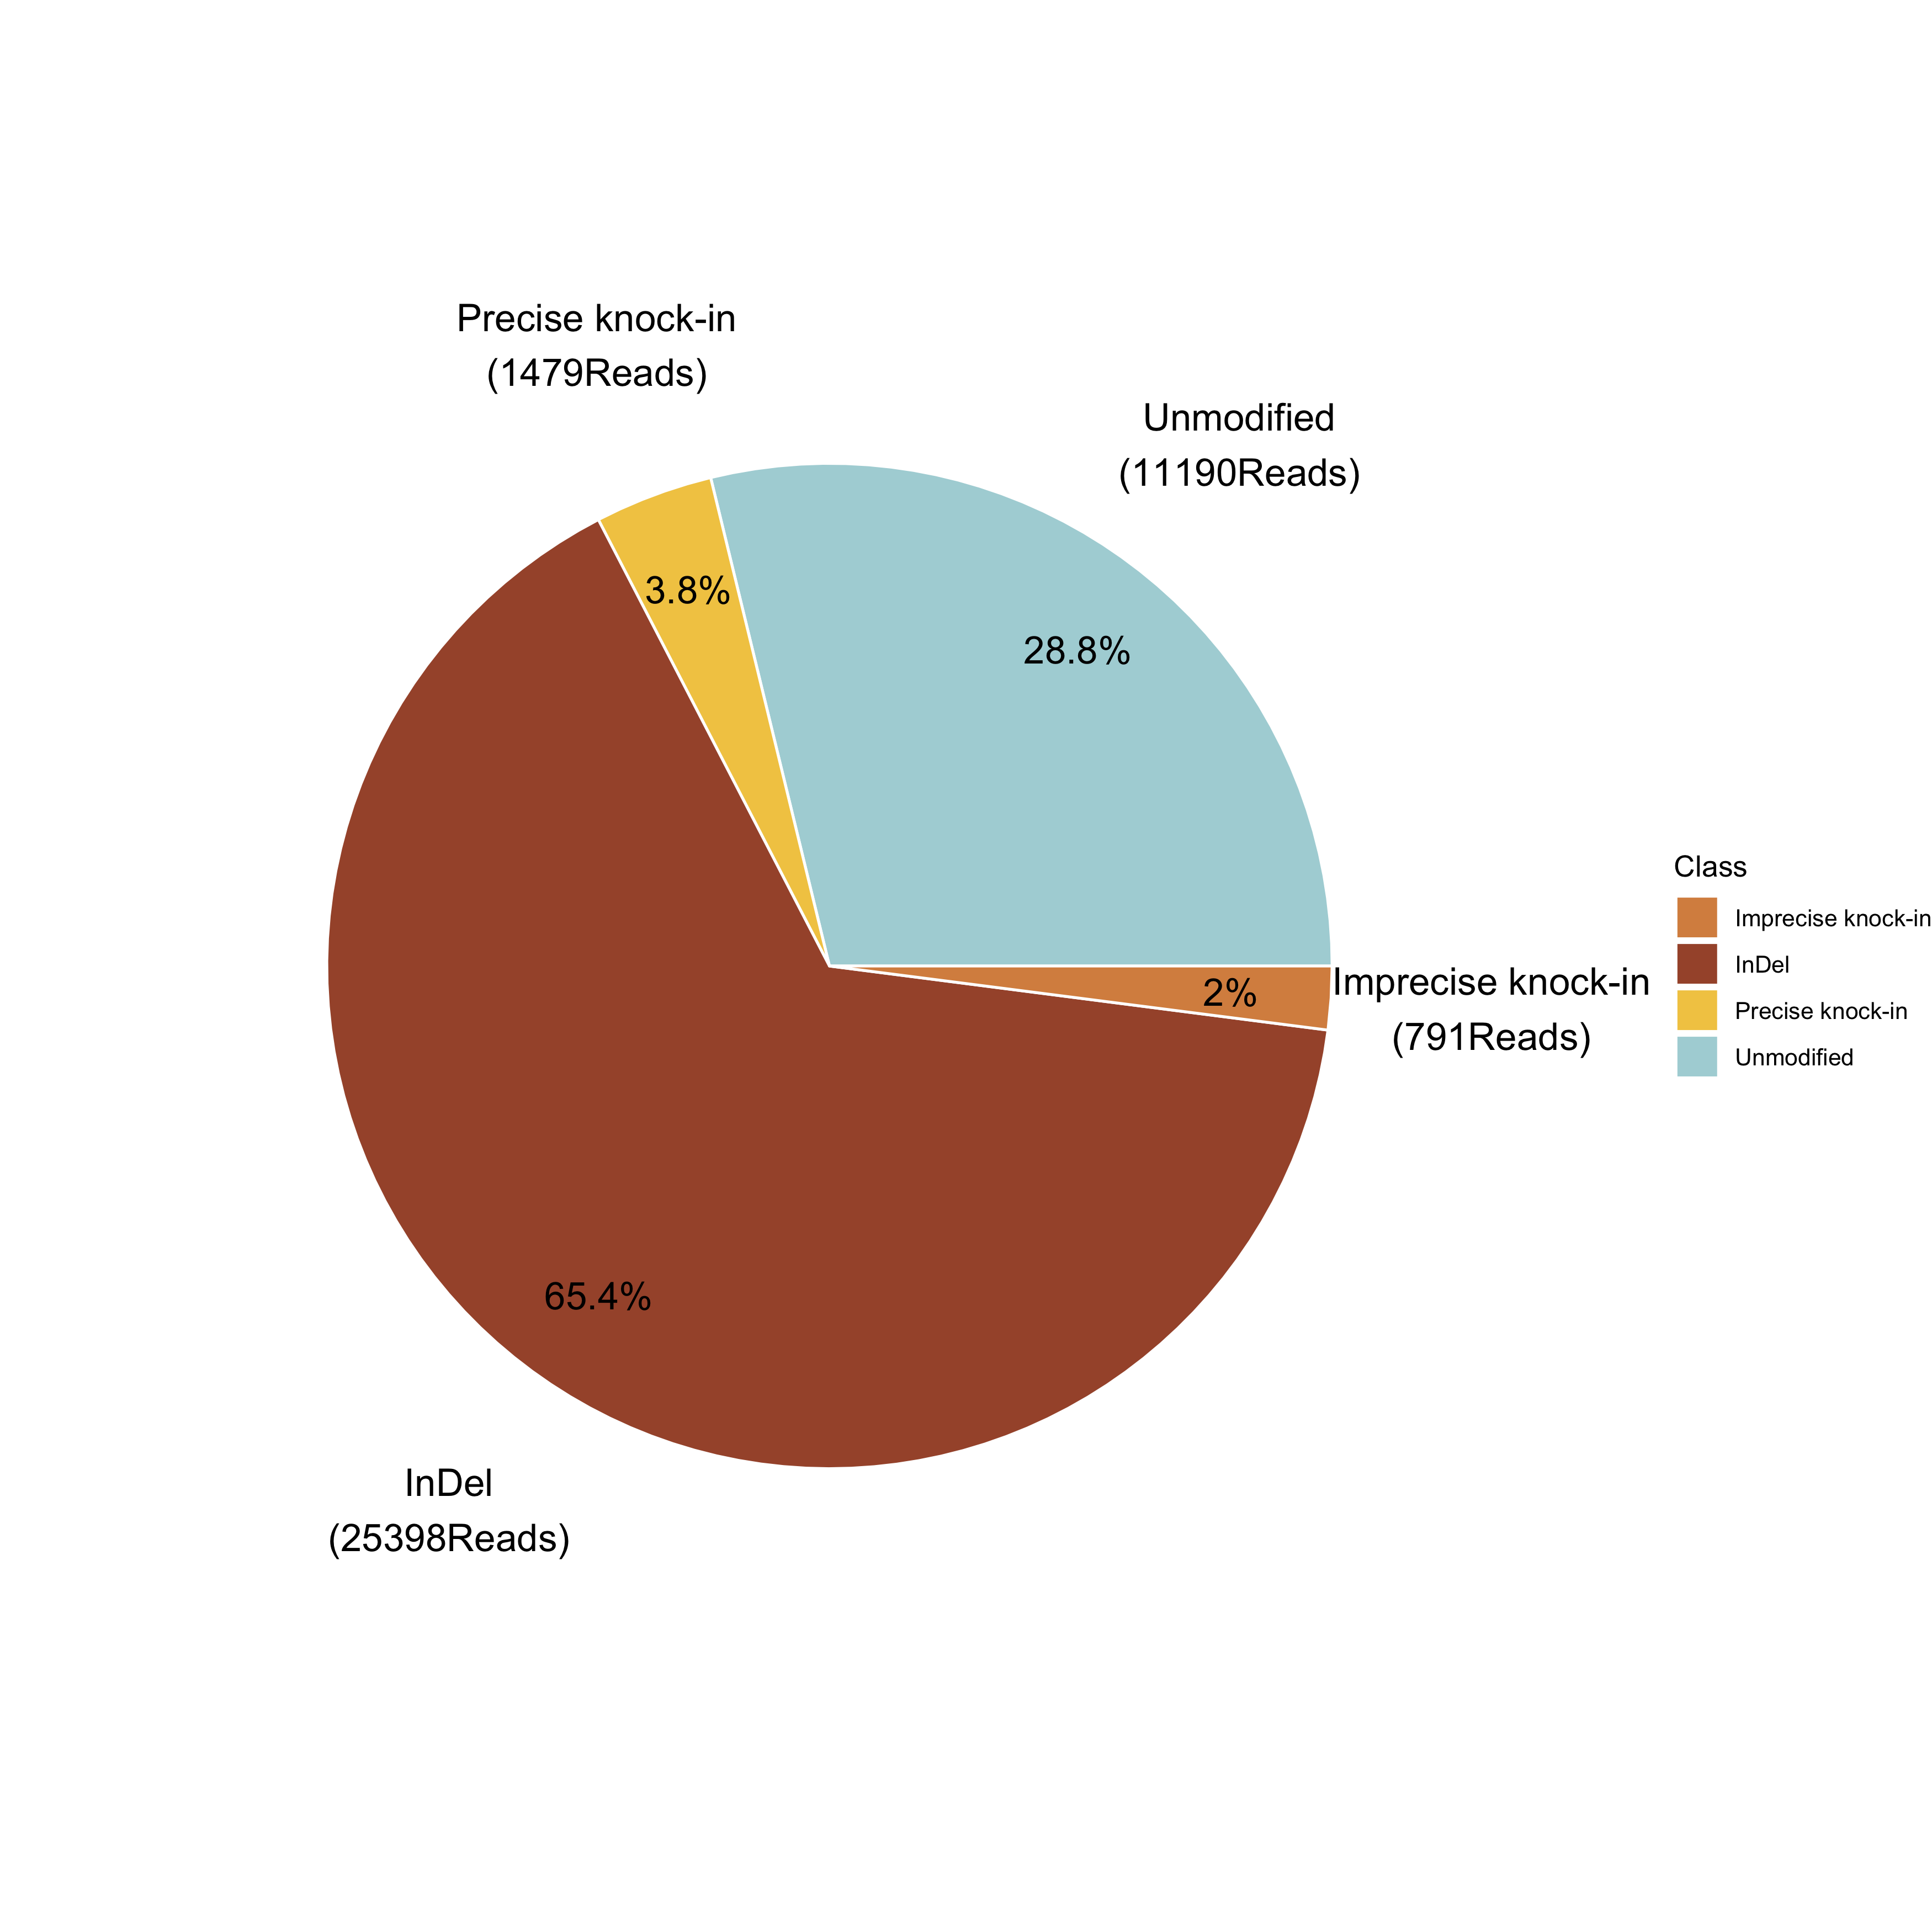 Precise knock-in
(1479Reads)
Unmodified
(11190Reads)
3.8%
28.8%
Class
Imprecise knock-in
InDel
Precise knock-in
Unmodified
2%
Imprecise knock-in
(791Reads)
65.4%
InDel
(25398Reads)